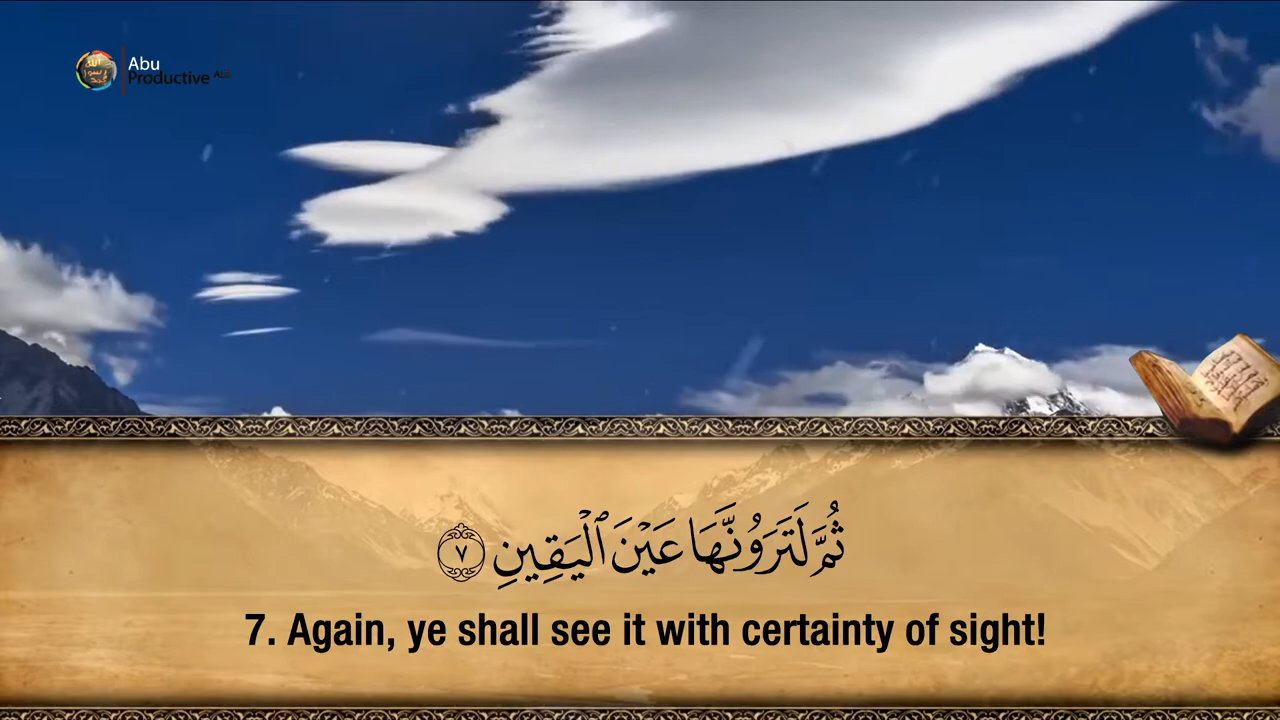 Abu
Productive
ثُمَّ لَتَرَوُنَّهَا عَيْنَ ٱلْيَقِينِ ٧
7. Again, ye shall see it with certainty of sight!